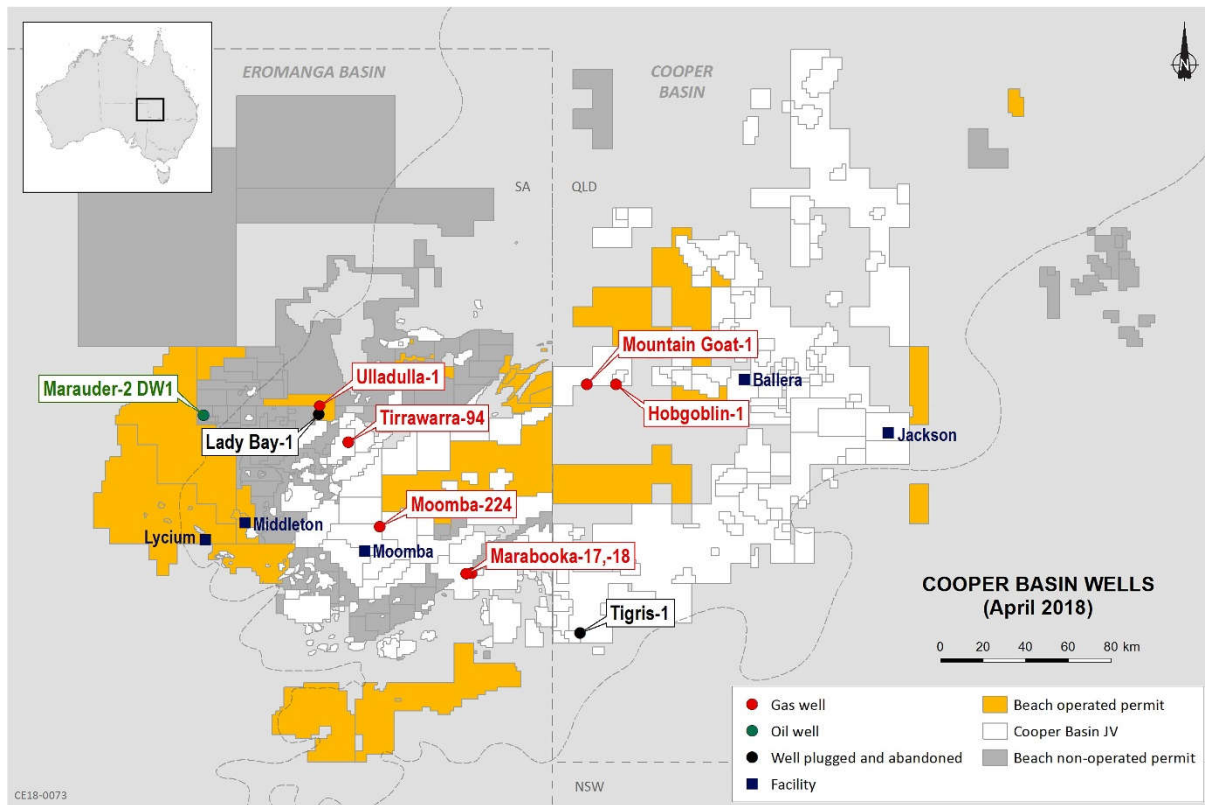 EROMANGA BASIN
COOPER
BASIN
N
SA
QLD
Mountain Goat-1
Ulladulla-1
Marauder-2 DW1
Ballera
Tirrawarra-94
Hobgoblin-1
Lady Bay-1
Jackson
Moomba-224
Middleton
Lycium
Moomba
Marabooka-17,-18
Tigris-1
COOPER BASIN WELLS
(April 2018)
0 20 40 60 80 km
Gas well
Oil well
Well plugged and abandoned
Facility
Beach operated permit
Cooper Basin JV
Beach non-operated permit
NSW
CE18-0073